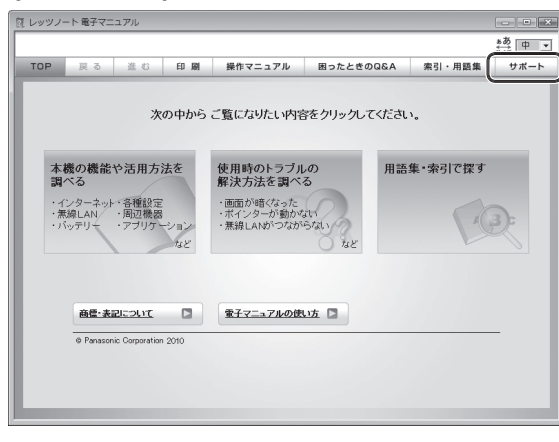 レッツノート 電子マニュアル
あ
あ
中
TOP 戻る 進む 印刷 操作マニュアル 困ったときのQ&A 索引・用語集 サポート
次の中から ご覧になりたい内容をクリックしてください。
本機の機能や活用方法を
調べる
・インターネット・各種設定
・無線LAN ・周辺機器
・バッテリー ・アプリケーション
など
使用時のトラブルの
解決方法を調べる
・画面が暗くなった
・ポインターが動かない
・無線LANがつながらない
など
用語集・索引で探す
A 3 C
商標・表記について
電子マニュアルの使い方
© Panasonic Corporation 2010